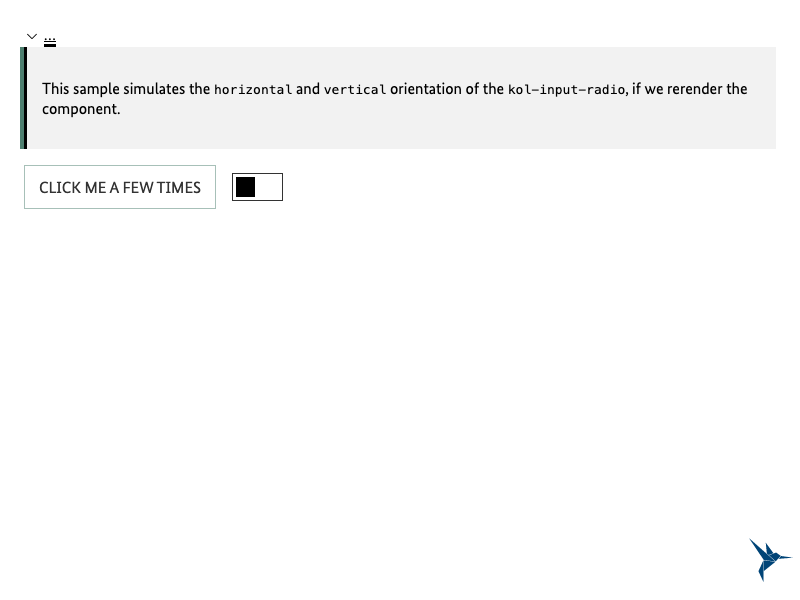 ...
This sample simulates the horizontal and vertical orientation of the kol-input-radio, if we rerender the
component.
CLICK ME A FEW TIMES